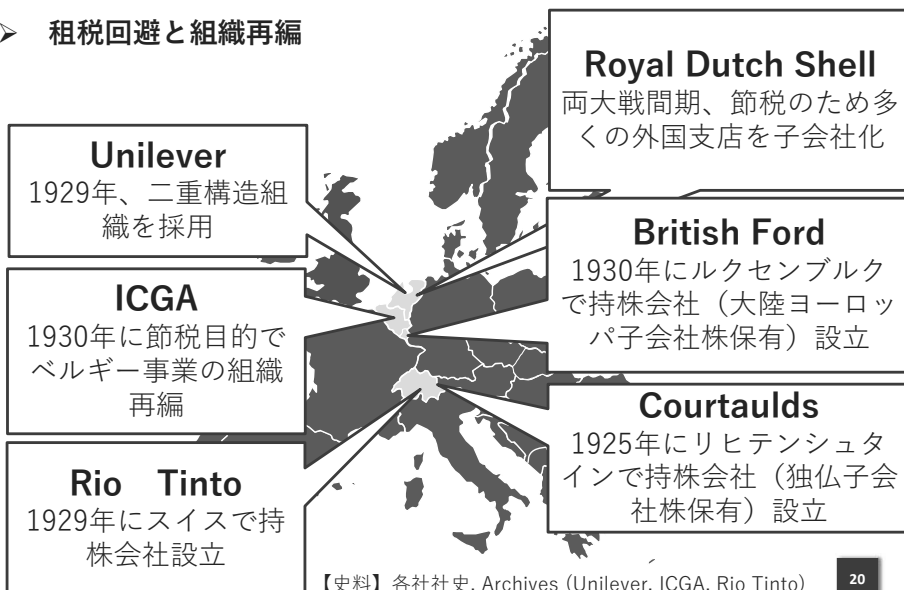 ➢ 租税回避と組織再編
Unilever
1929年、二重構造組
織を採用
ICGA
1930年に節税目的で
ベルギー事業の組織
再編
Rio　Tinto
1929年にスイスで持
株会社設立
Royal Dutch Shell
両大戦間期、節税のため多
くの外国支店を子会社化
British Ford
1930年にルクセンブルク
で持株会社（大陸ヨーロッ
パ子会社株保有）設立
Courtaulds
1925年にリヒテンシュタ
インで持株会社（独仏子会
社株保有）設立
【史料】各社社史, Archives (Unilever, ICGA, Rio Tinto)
20